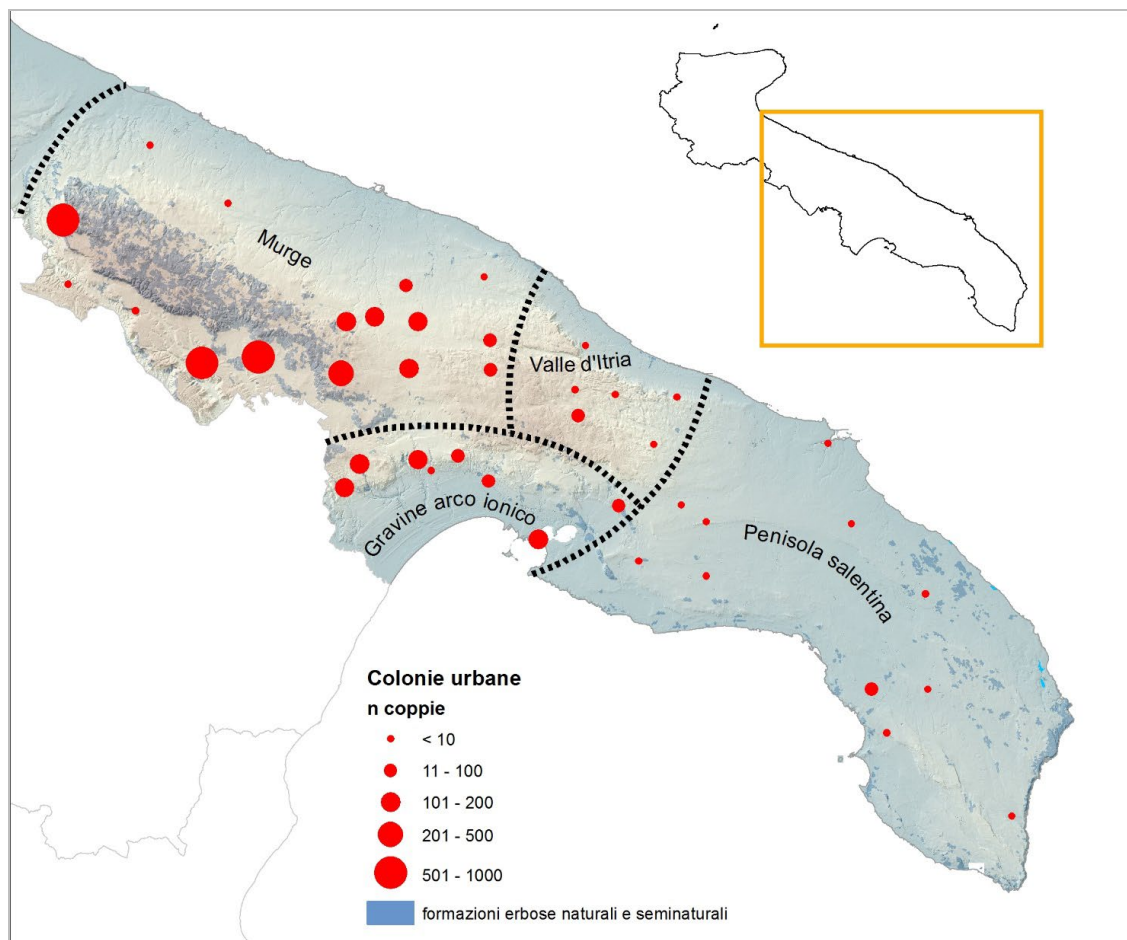 Murge
Valle d'Itria
Gravine arco ionico
Penisola salentina
Colonie urbane
n coppie
< 10
11 - 100
101 - 200
201 - 500
501 - 1000
formazioni erbose naturali e seminaturali